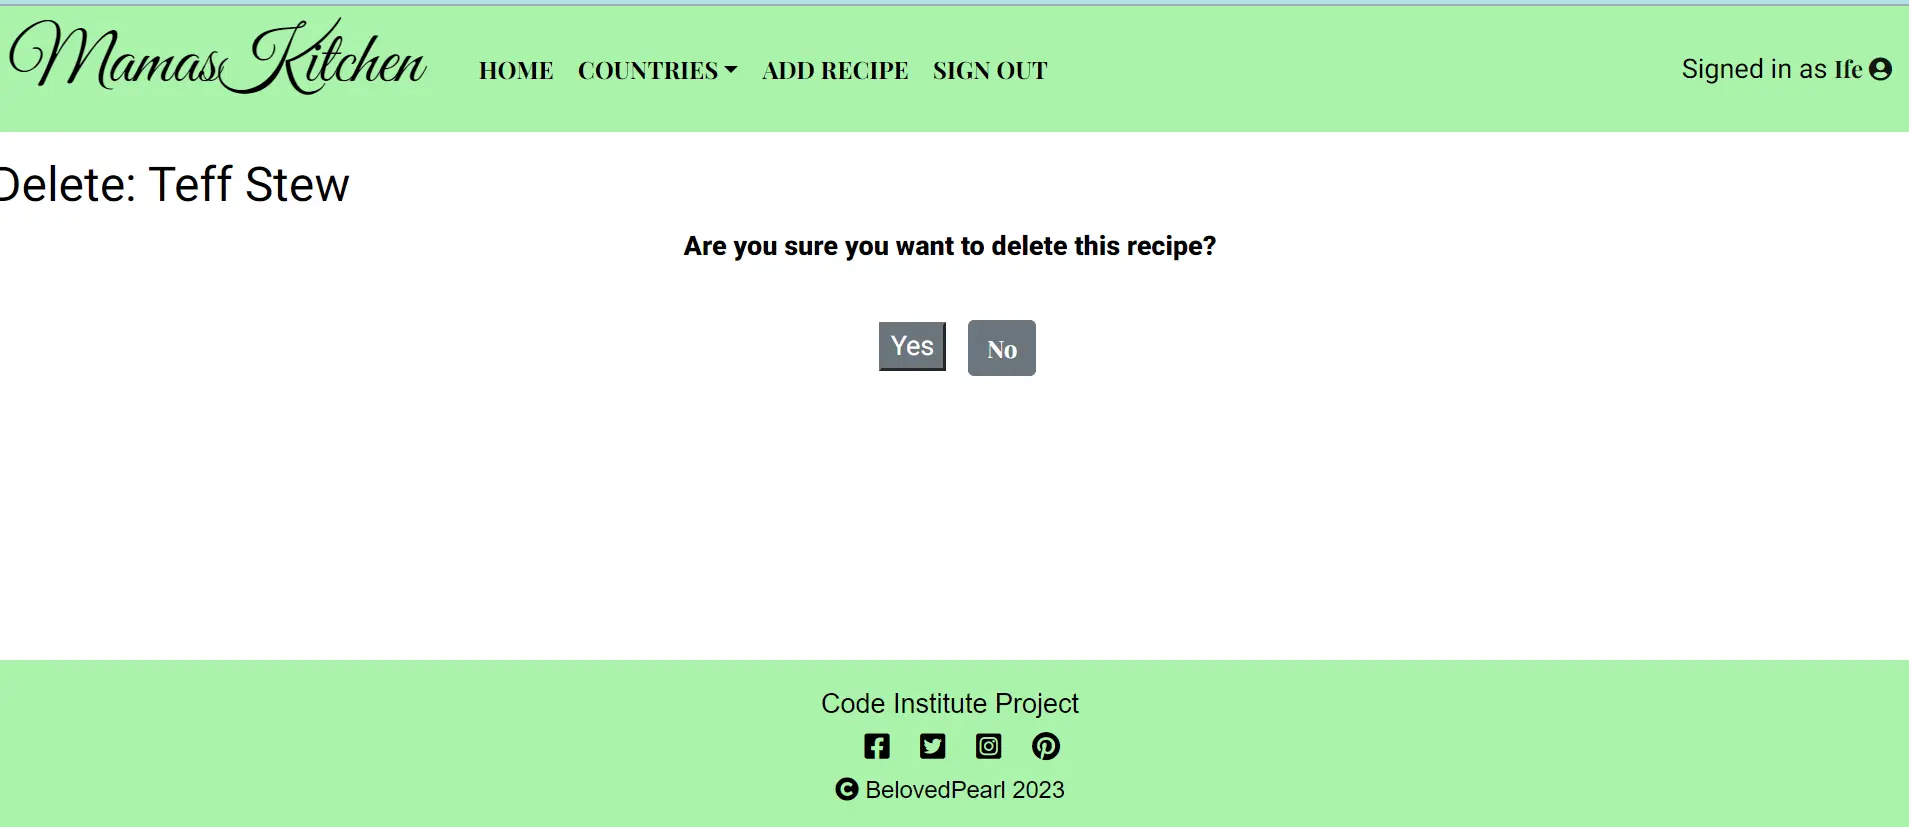 Mamas Kitchen HOME COUNTRIES ADD RECIPE SIGN OUT Signed in as Ife
Delete: Teff Stew
Are you sure you want to delete this recipe?
Yes No
Code Institute Project
BelovedPearl 2023